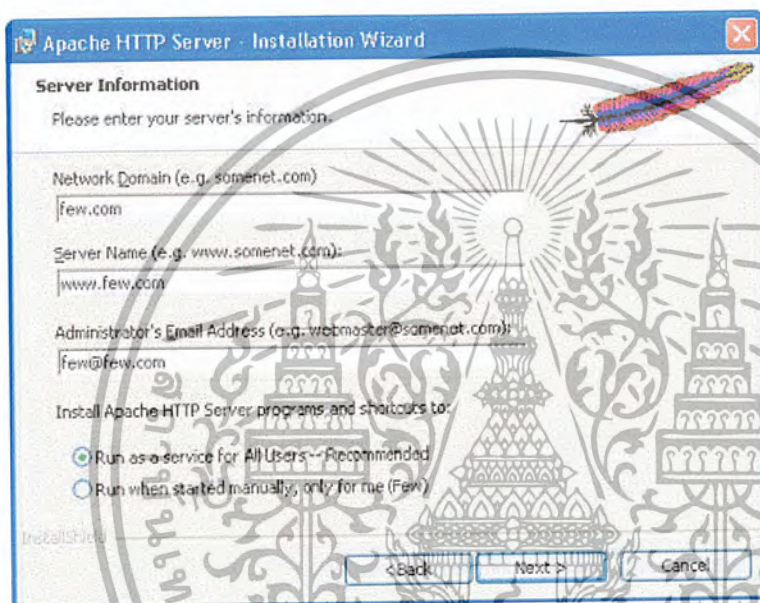 Apache HTTP Server - Installation Wizard
Server Information
Please enter your server's information.
Network Domain (e.g. somenet.com)
few.com
Server Name (e.g. www.somenet.com):
www.few.com
Administrator's Email Address (e.g. webmaster@somenet.com):
few@few.com
Install Apache HTTP Server programs and shortcuts to:
Run as a service for All Users -- Recommended
Run when started manually, only for me (Few)
InstallShield
< Back
Next >
Cancel